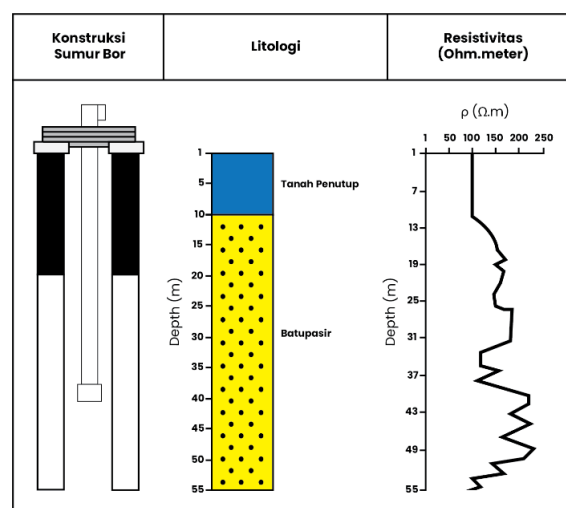 Konstruksi
Sumur Bor
Litologi
Resistivitas
(Ohm.meter)
ρ (Ω.m)
1 50 100 150 200 250
Depth (m)
1
5
10
15
20
25
30
35
40
45
50
55
Tanah Penutup
Batupasir
Depth (m)
1
7
13
19
25
31
37
43
49
55